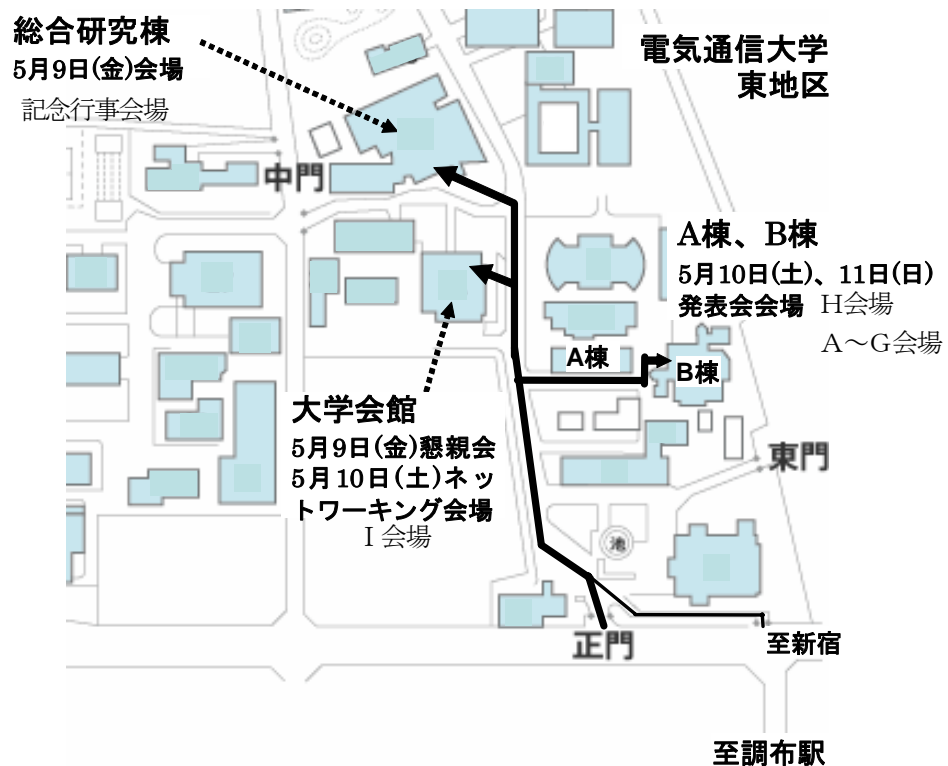 総合研究棟
5月9日(金)会場
記念行事会場
電気通信大学
東地区
中門
A棟、B棟
5月10日(土)、11日(日)
発表会会場 H会場
A～G会場
A棟
B棟
大学会館
5月9日(金)懇親会
5月10日(土)ネッ
トワーキング会場
I会場
東門
池
正門
至新宿
至調布駅